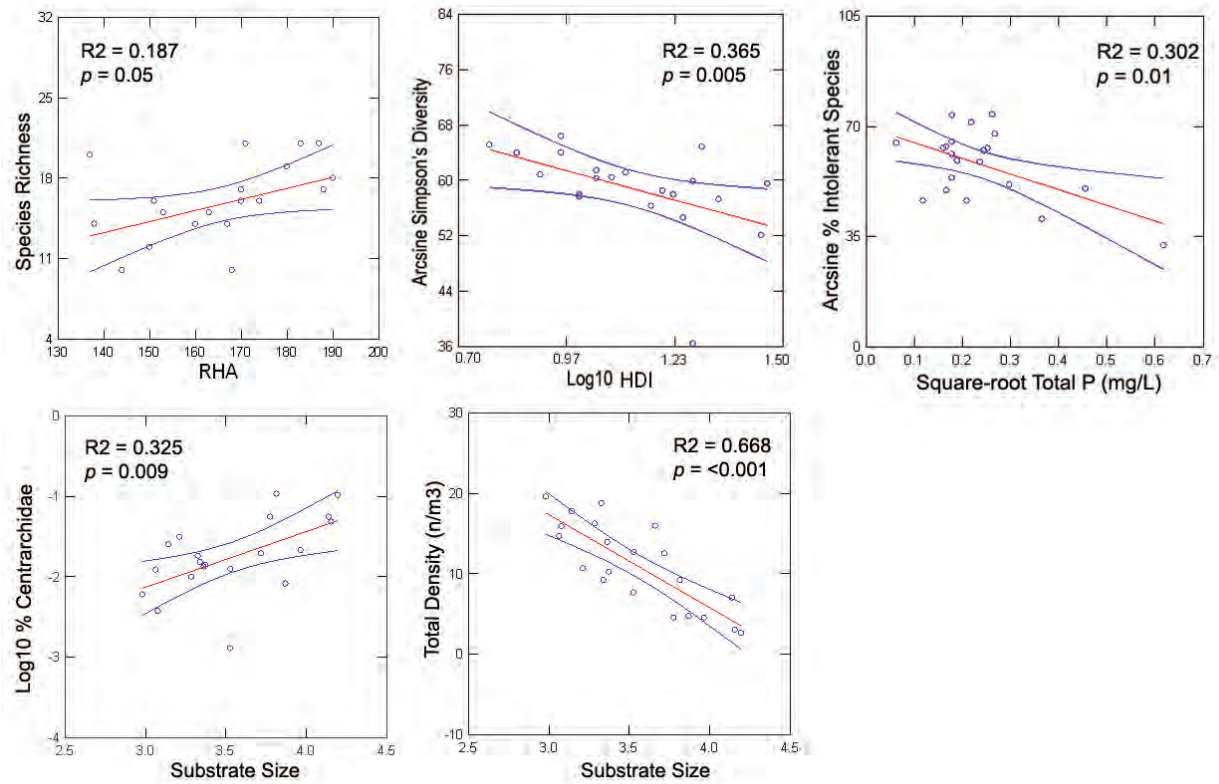 32
25
18
11
4
Species Richness
R2 = 0.187
p = 0.05
130 140 150 160 170 180 190 200
RHA
84
76
68
60
52
44
36
Arcsine Simpson's Diversity
R2 = 0.365
p = 0.005
0.70 0.97 1.23 1.50
Log10 HDI
105
70
35
0
Arcsine % Intolerant Species
R2 = 0.302
p = 0.01
0.0 0.1 0.2 0.3 0.4 0.5 0.6 0.7
Square-root Total P (mg/L)
0
-1
-2
-3
-4
Log10 % Centrarchidae
R2 = 0.325
p = 0.009
2.5 3.0 3.5 4.0 4.5
Substrate Size
30
20
10
0
-10
Total Density (n/m3)
R2 = 0.668
p = <0.001
2.5 3.0 3.5 4.0 4.5
Substrate Size